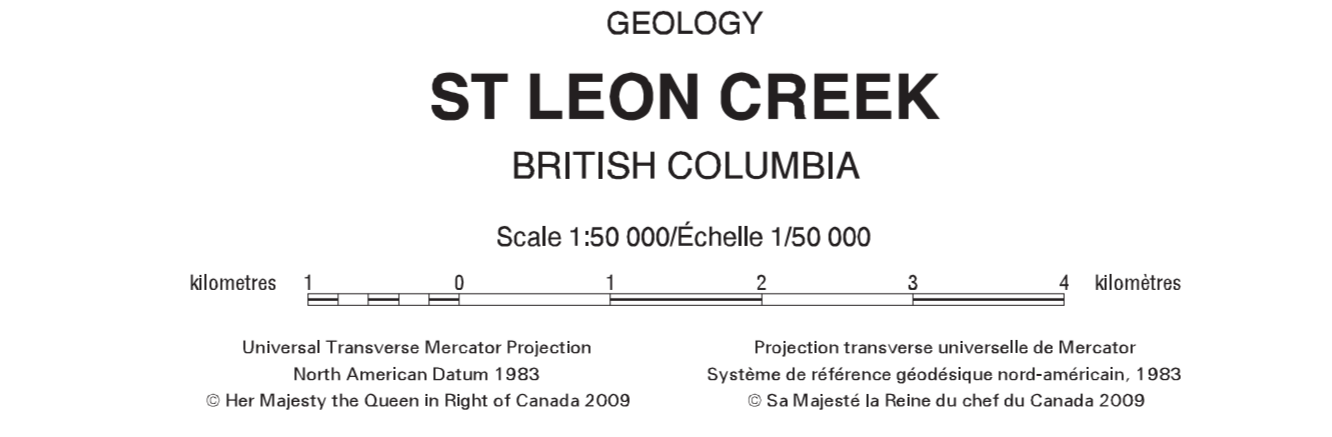 GEOLOGY
ST LEON CREEK
BRITISH COLUMBIA
Scale 1:50 000/Échelle 1/50 000
kilometres 1 0 1 2 3 4 kilomètres
Universal Transverse Mercator Projection
North American Datum 1983
© Her Majesty the Queen in Right of Canada 2009
Projection transverse universelle de Mercator
Système de référence géodésique nord-américain, 1983
© Sa Majesté la Reine du chef du Canada 2009